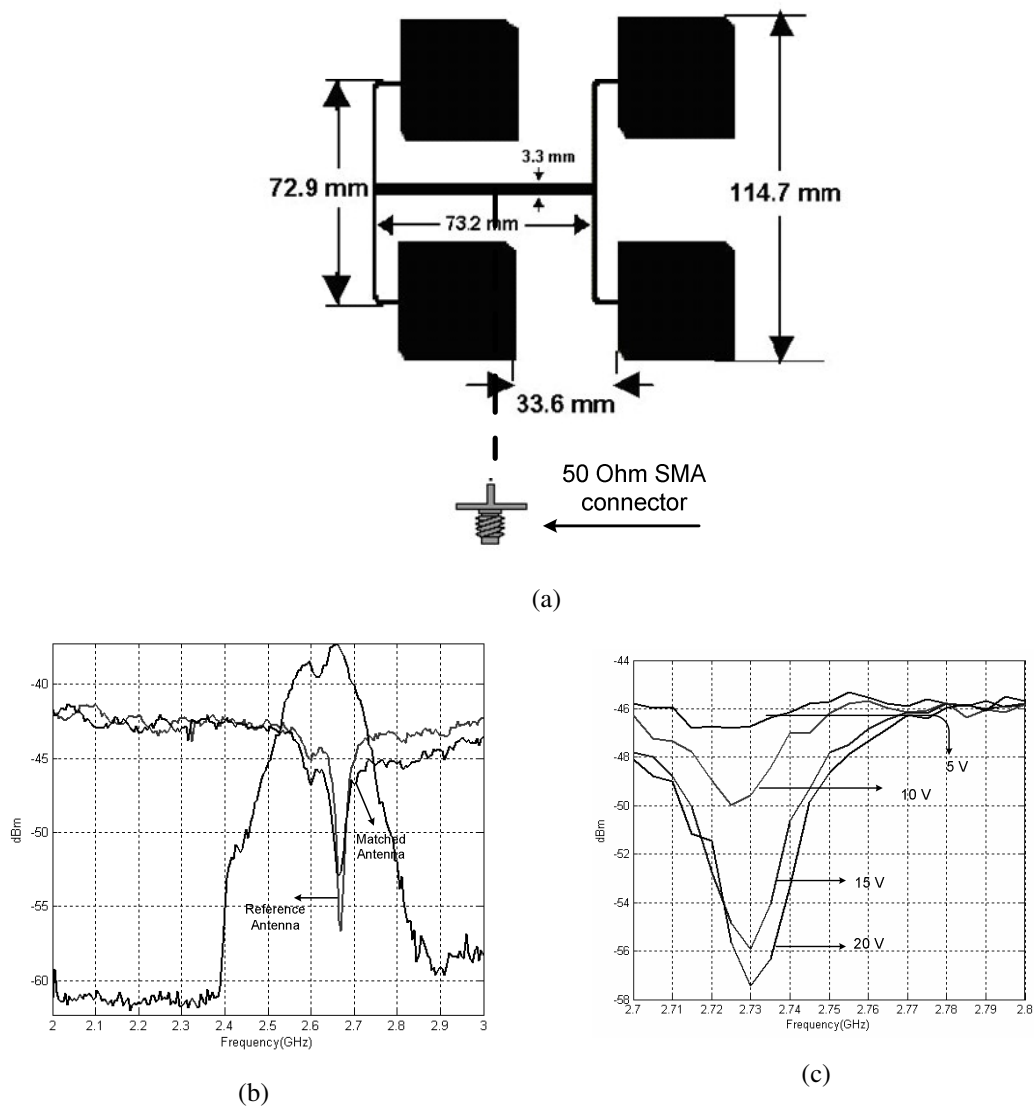 3.3 mm
72.9 mm
114.7 mm
73.2 mm
33.6 mm
50 Ohm SMA
connector
(a)
-40
-45
-50
-55
-60
dBm
Matched
Antenna
Reference
Antenna
2 2.1 2.2 2.3 2.4 2.5 2.6 2.7 2.8 2.9 3
Frequency(GHz)
(b)
-44
-46
-48
-50
-52
-54
-56
-58
dBm
5 V
10 V
15 V
20 V
2.7 2.71 2.72 2.73 2.74 2.75 2.76 2.77 2.78 2.79 2.8
Frequency(GHz)
(c)